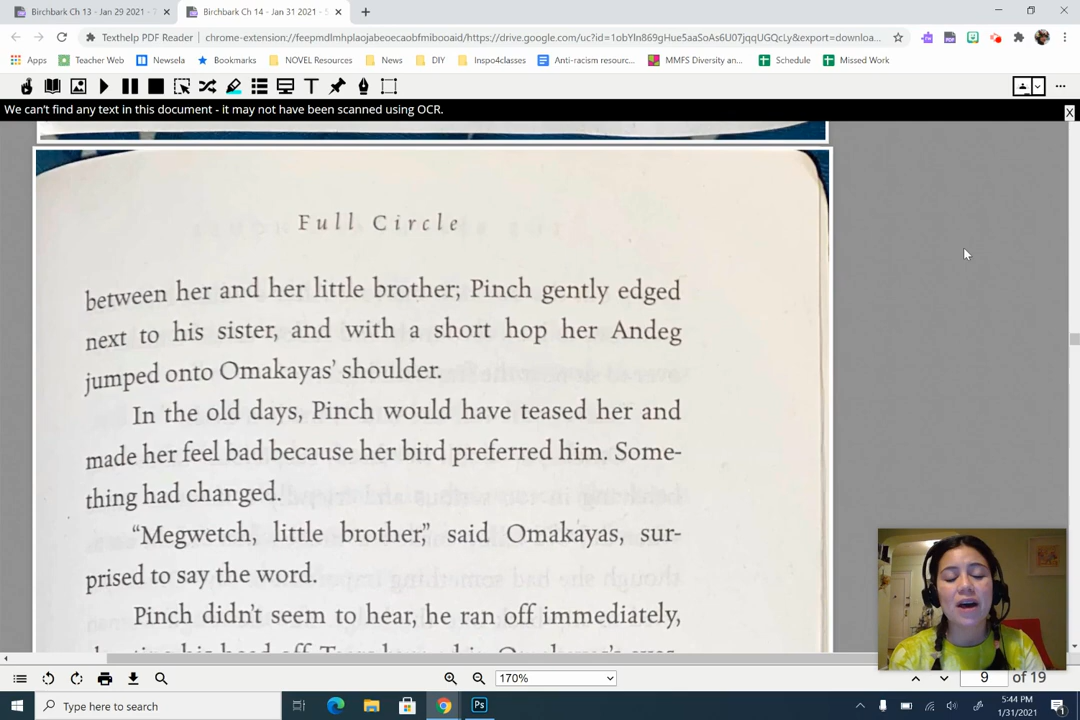 Birchbark Ch 13 - Jan 29 2021 -
Birchbark Ch 14 - Jan 31 2021 -
Texthelp PDF Reader | chrome-extension://feepmdlmhplaojabeoecaobfmibooaid/https://drive.google.com/uc?id=1obYln869gHue5aaSoAs6U07jqqUGQcLy&export=downloa...
Apps Teacher Web Newsela Bookmarks NOVEL Resources News DIY Inspo4classes Anti-racism resourc... MMFS Diversity an... Schedule Missed Work
We can't find any text in this document - it may not have been scanned using OCR.
Full Circle
between her and her little brother; Pinch gently edged
next to his sister, and with a short hop her Andeg
jumped onto Omakayas' shoulder.
In the old days, Pinch would have teased her and
made her feel bad because her bird preferred him. Some-
thing had changed.
"Megwetch, little brother," said Omakayas, sur-
prised to say the word.
Pinch didn't seem to hear, he ran off immediately,
170%
9 of 19
Type here to search
5:44 PM
1/31/2021